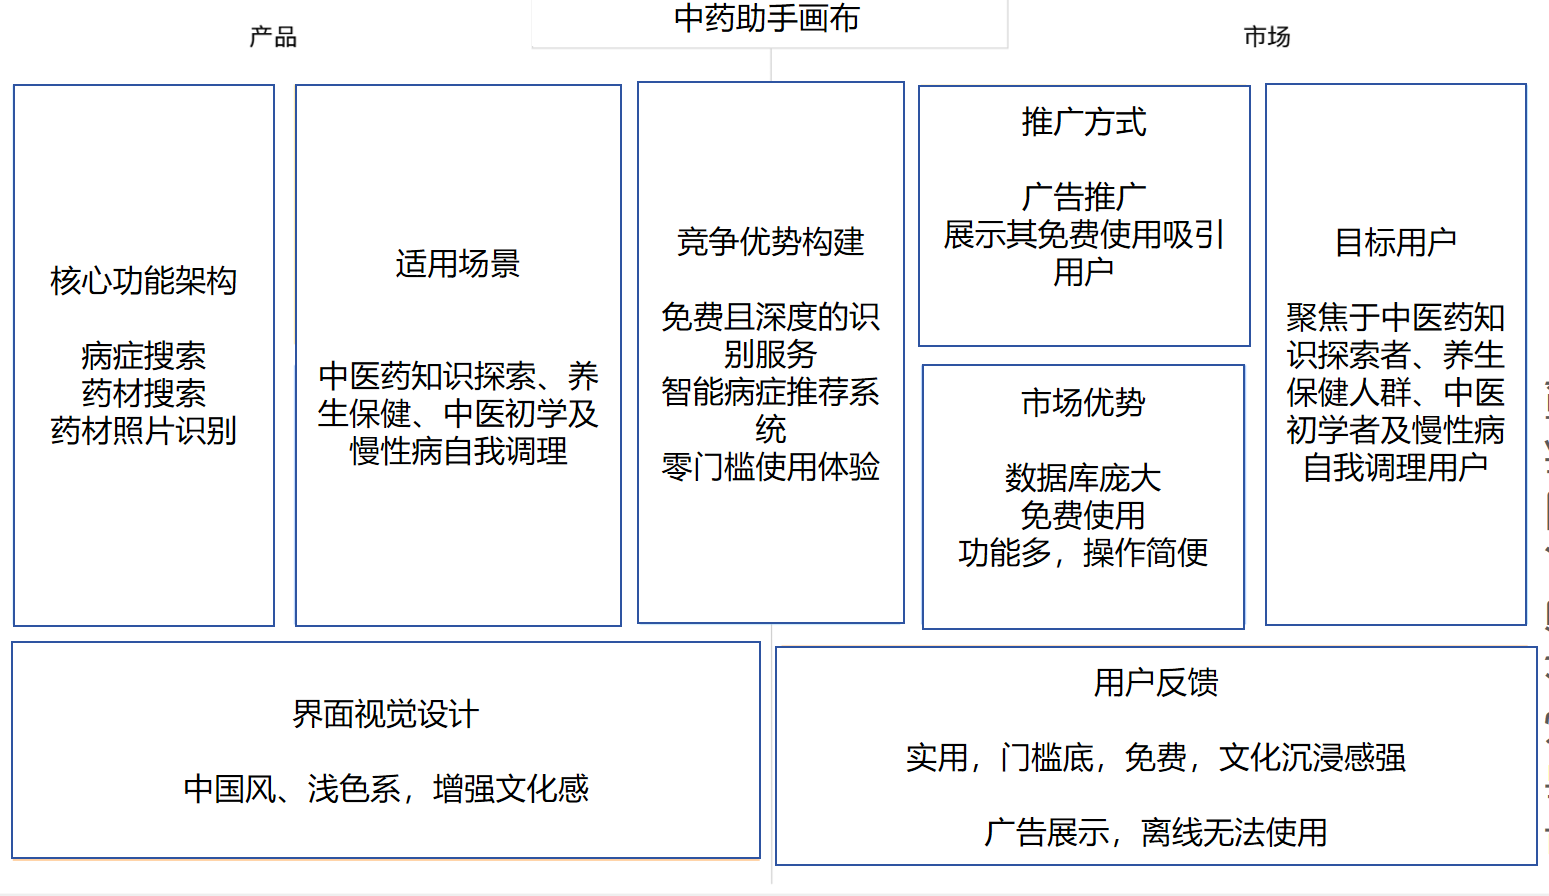 中药助手画布
产品
市场
核心功能架构
病症搜索
药材搜索
药材照片识别
适用场景
中医药知识探索、养
生保健、中医初学及
慢性病自我调理
竞争优势构建
免费且深度的识
别服务
智能病症推荐系
统
零门槛使用体验
推广方式
广告推广
展示其免费使用吸引
用户
市场优势
数据库庞大
免费使用
功能多，操作简便
目标用户
聚焦于中医药知
识探索者、养生
保健人群、中医
初学者及慢性病
自我调理用户
界面视觉设计
中国风、浅色系，增强文化感
用户反馈
实用，门槛底，免费，文化沉浸感强
广告展示，离线无法使用